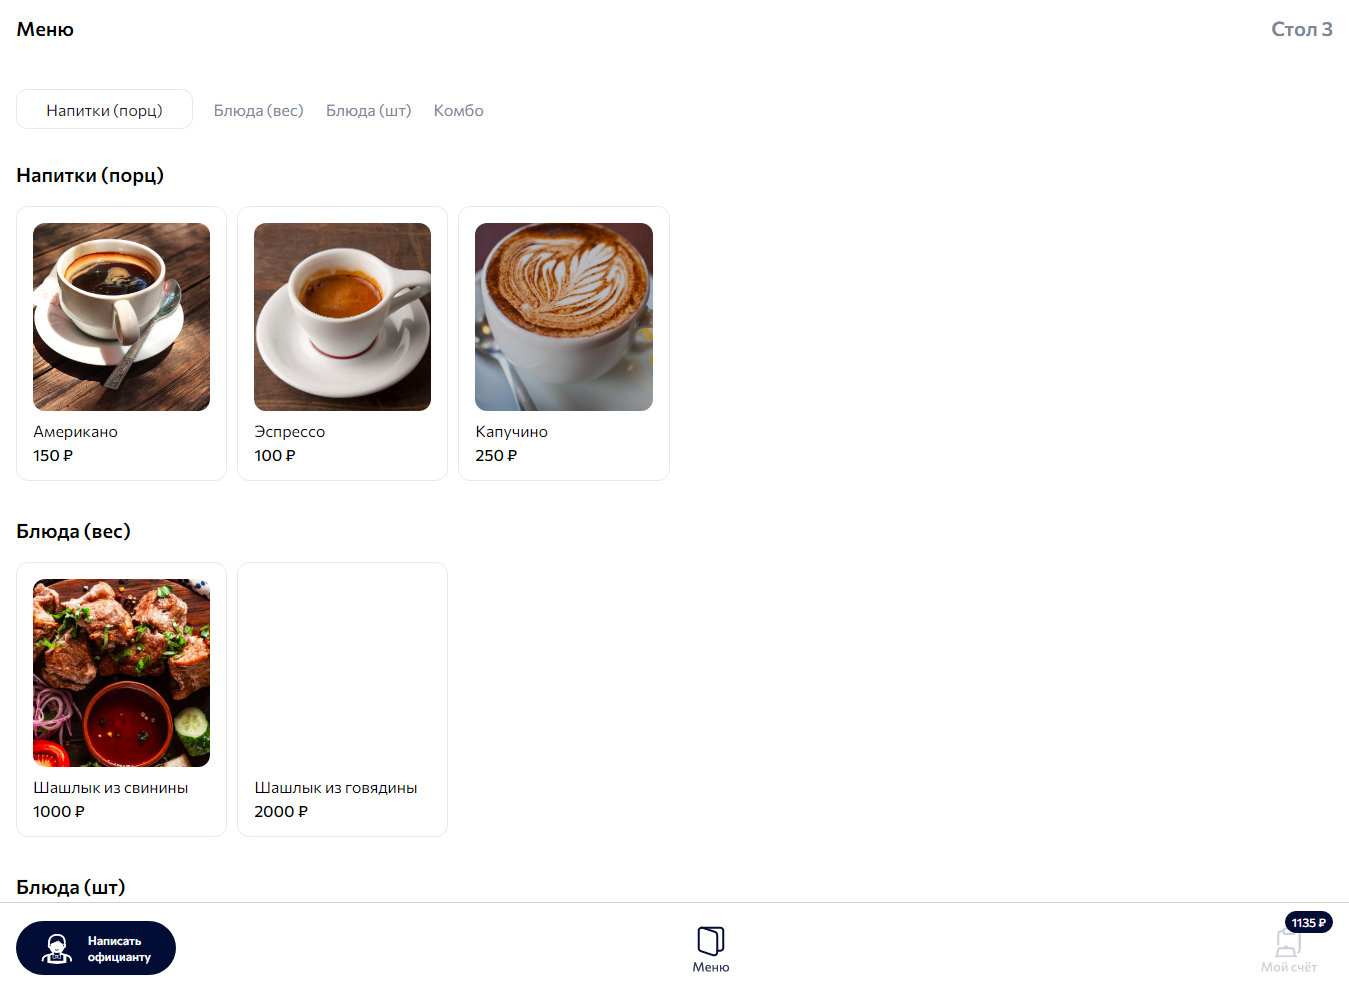 Меню
Стол 3
Напитки (порц)
Блюда (вес)
Блюда (шт)
Комбо
Напитки (порц)
Американо
150 ₽
Эспрессо
100 ₽
Капучино
250 ₽
Блюда (вес)
Шашлык из свинины
1000 ₽
Шашлык из говядины
2000 ₽
Блюда (шт)
Написать
официанту
Меню
1135 ₽
Мой счёт